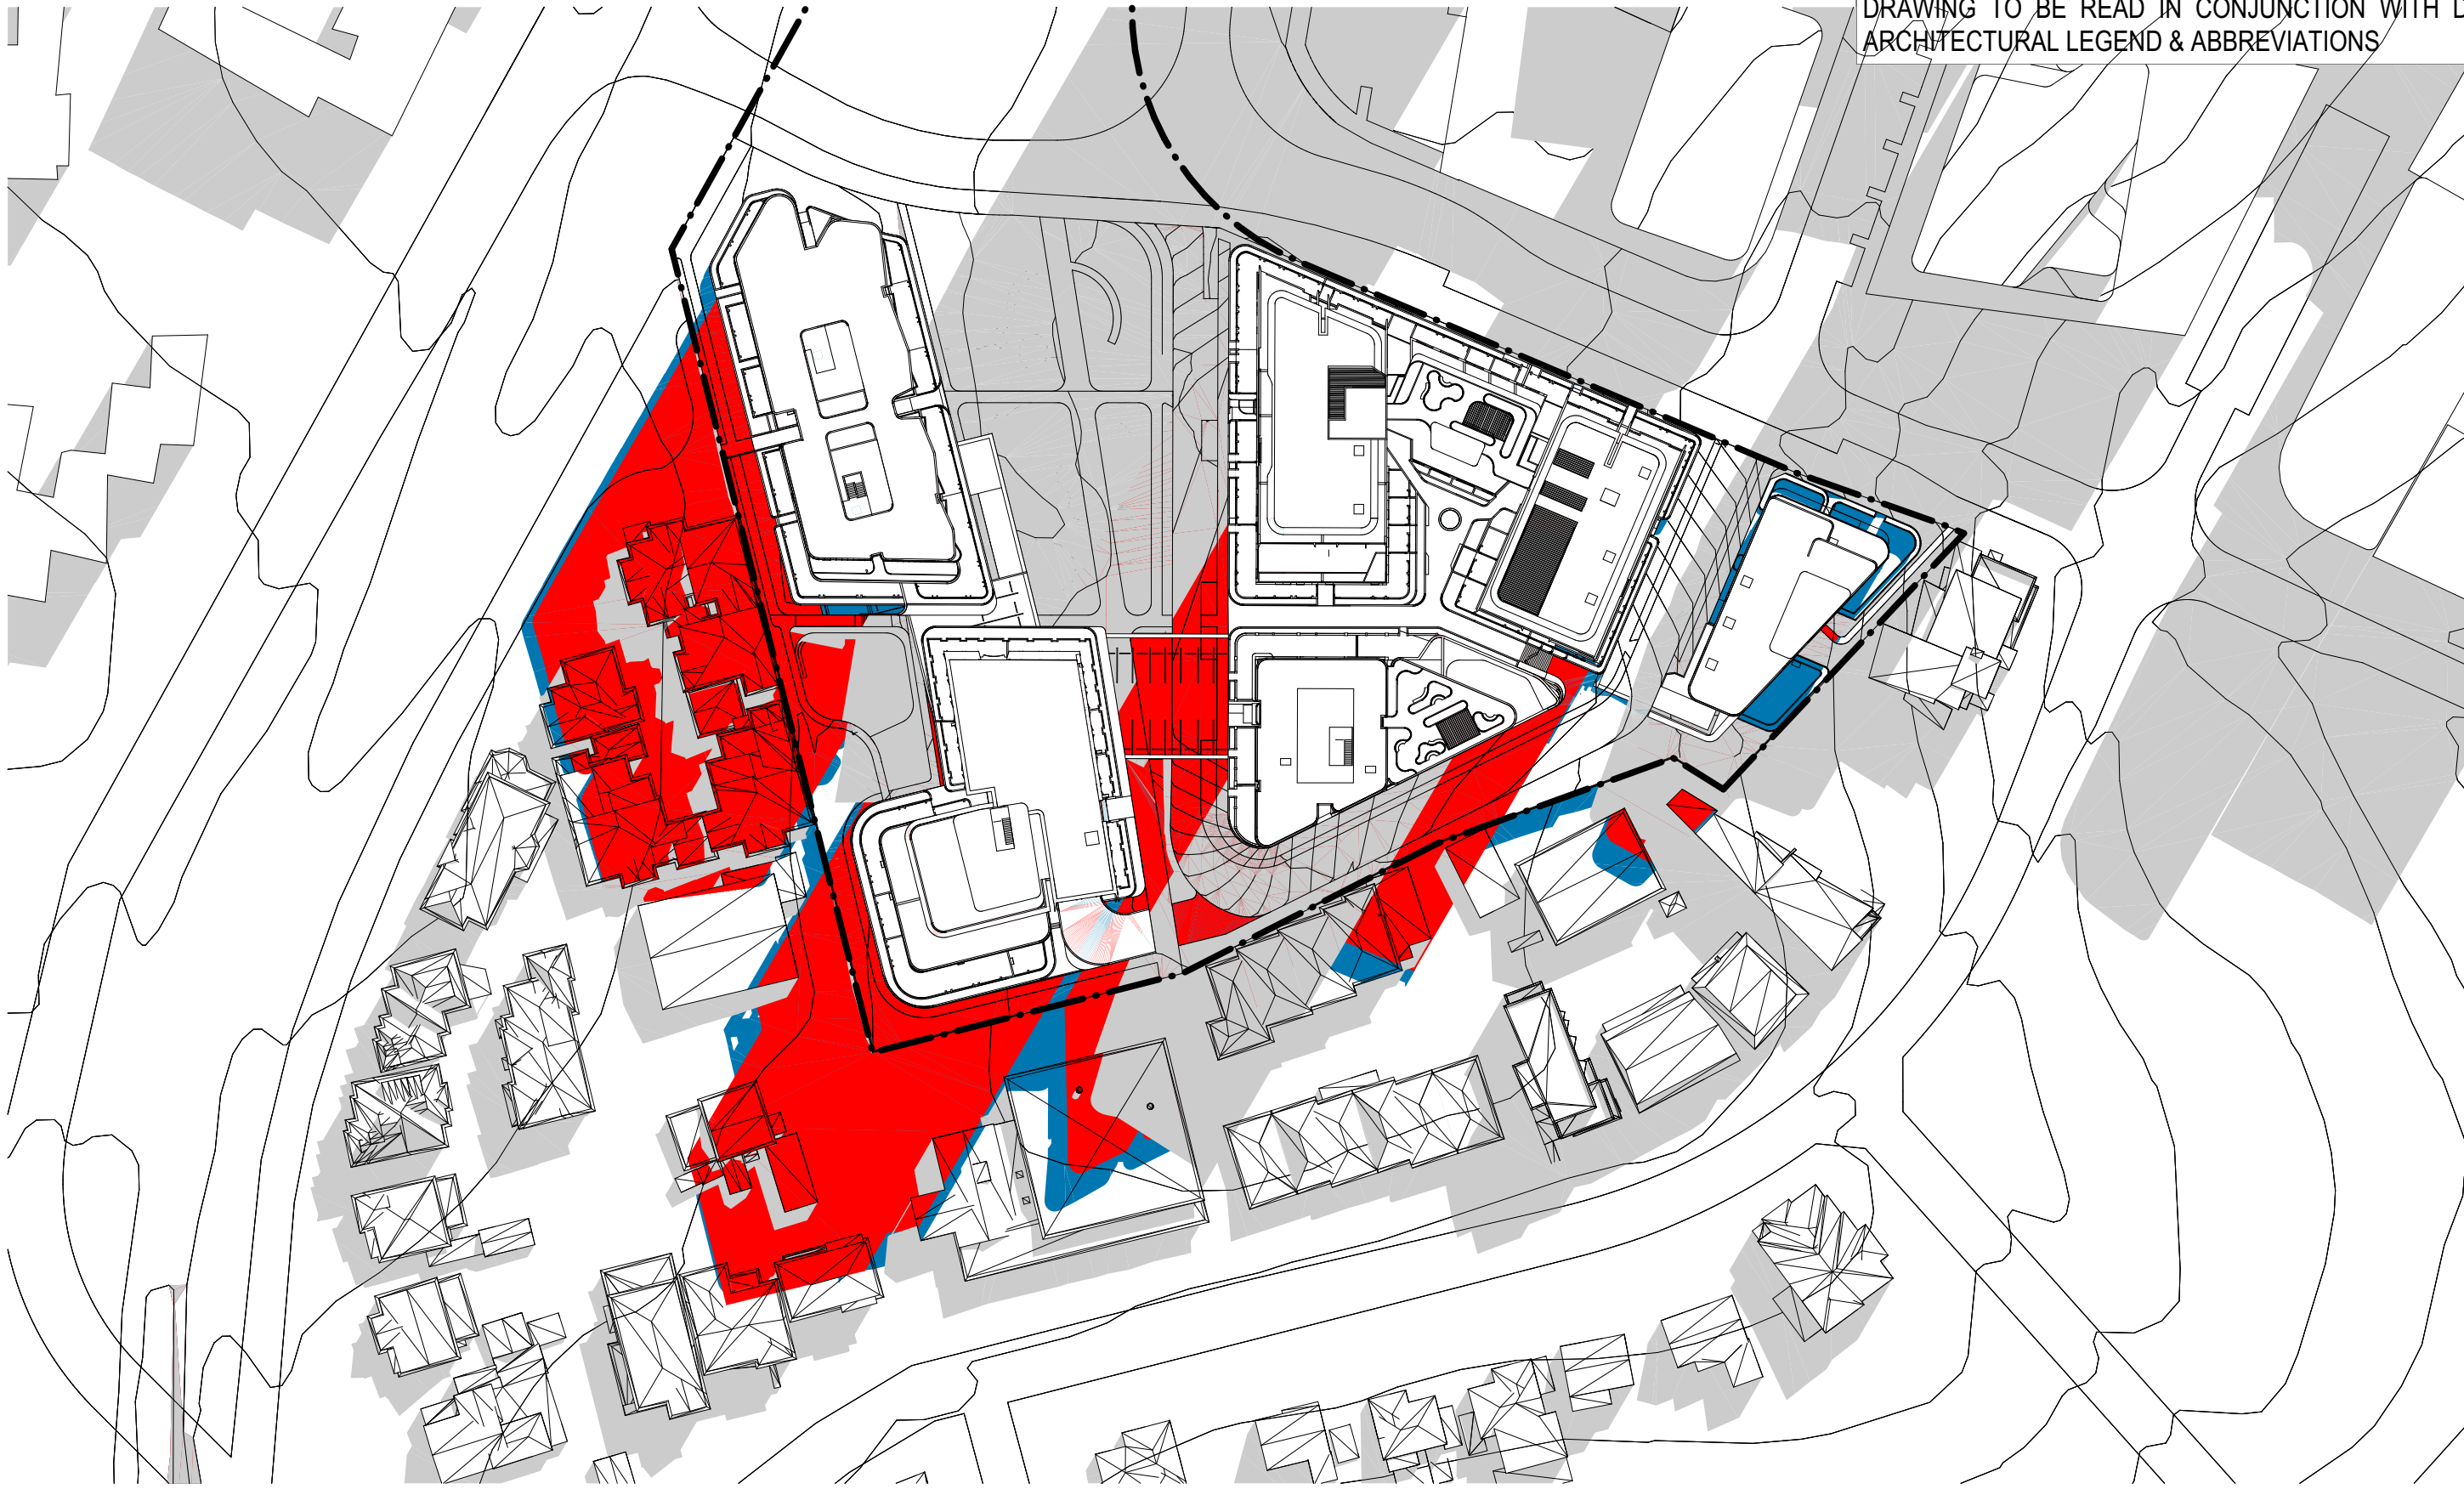 DRAWING TO BE READ IN CONJUNCTION WITH
ARCHITECTURAL LEGEND & ABBREVIATIONS